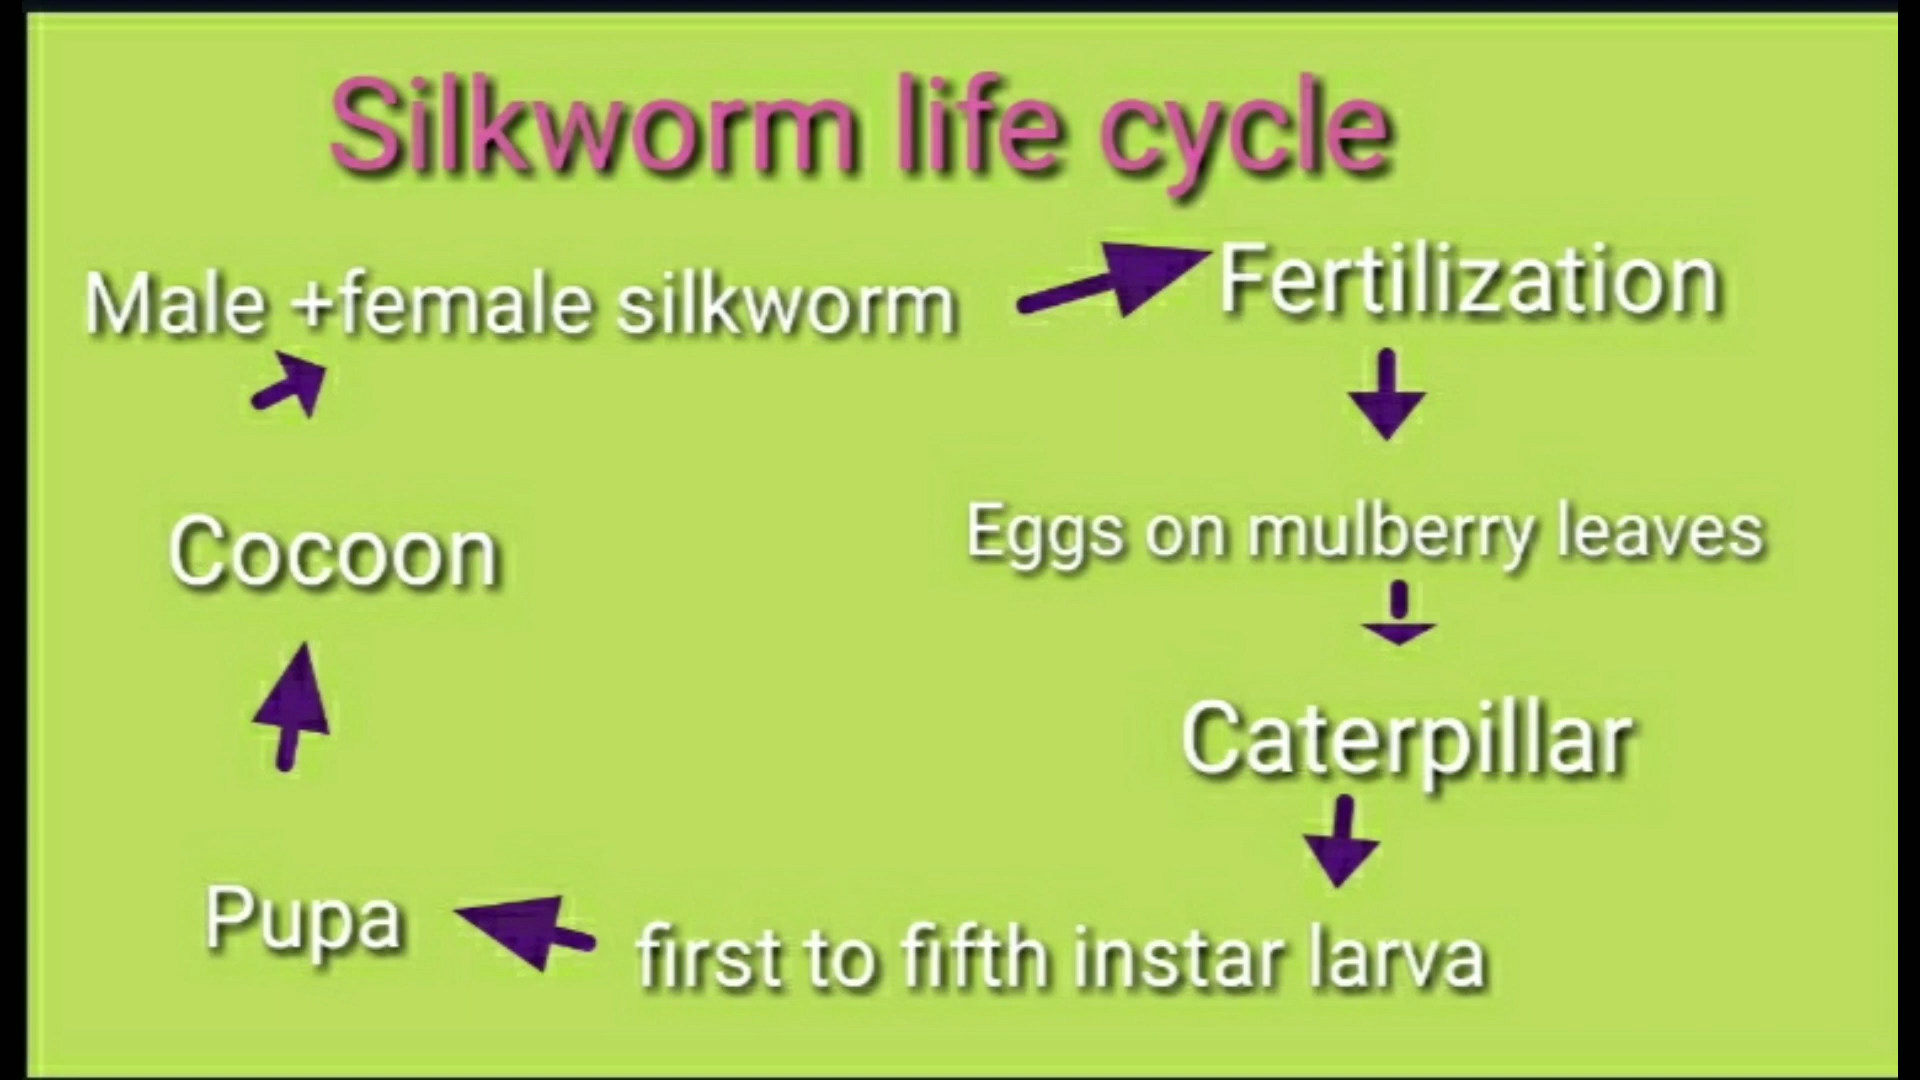 Silkworm life cycle
Male +female silkworm
Fertilization
Eggs on mulberry leaves
Caterpillar
first to fifth instar larva
Pupa
Cocoon